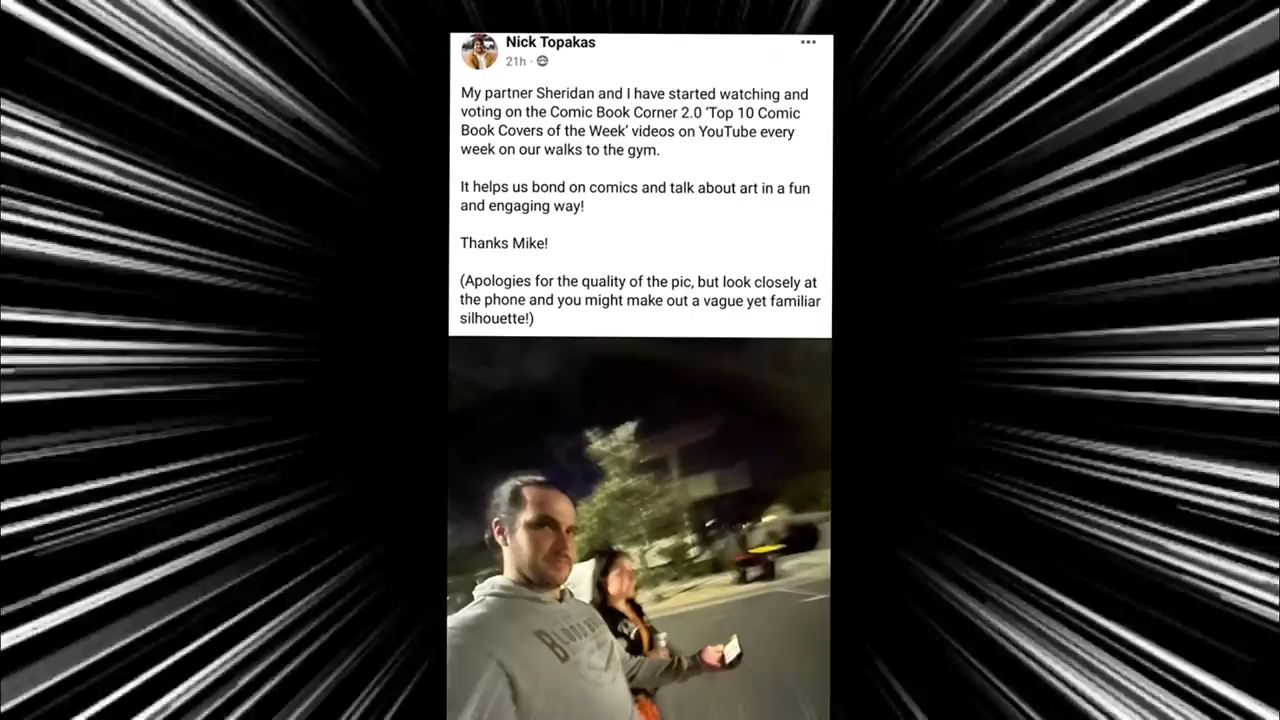 Nick Topakas
21h ·
My partner Sheridan and I have started watching and
voting on the Comic Book Corner 2.0 'Top 10 Comic
Book Covers of the Week' videos on YouTube every
week on our walks to the gym.
It helps us bond on comics and talk about art in a fun
and engaging way!
Thanks Mike!
(Apologies for the quality of the pic, but look closely at
the phone and you might make out a vague yet familiar
silhouette!)